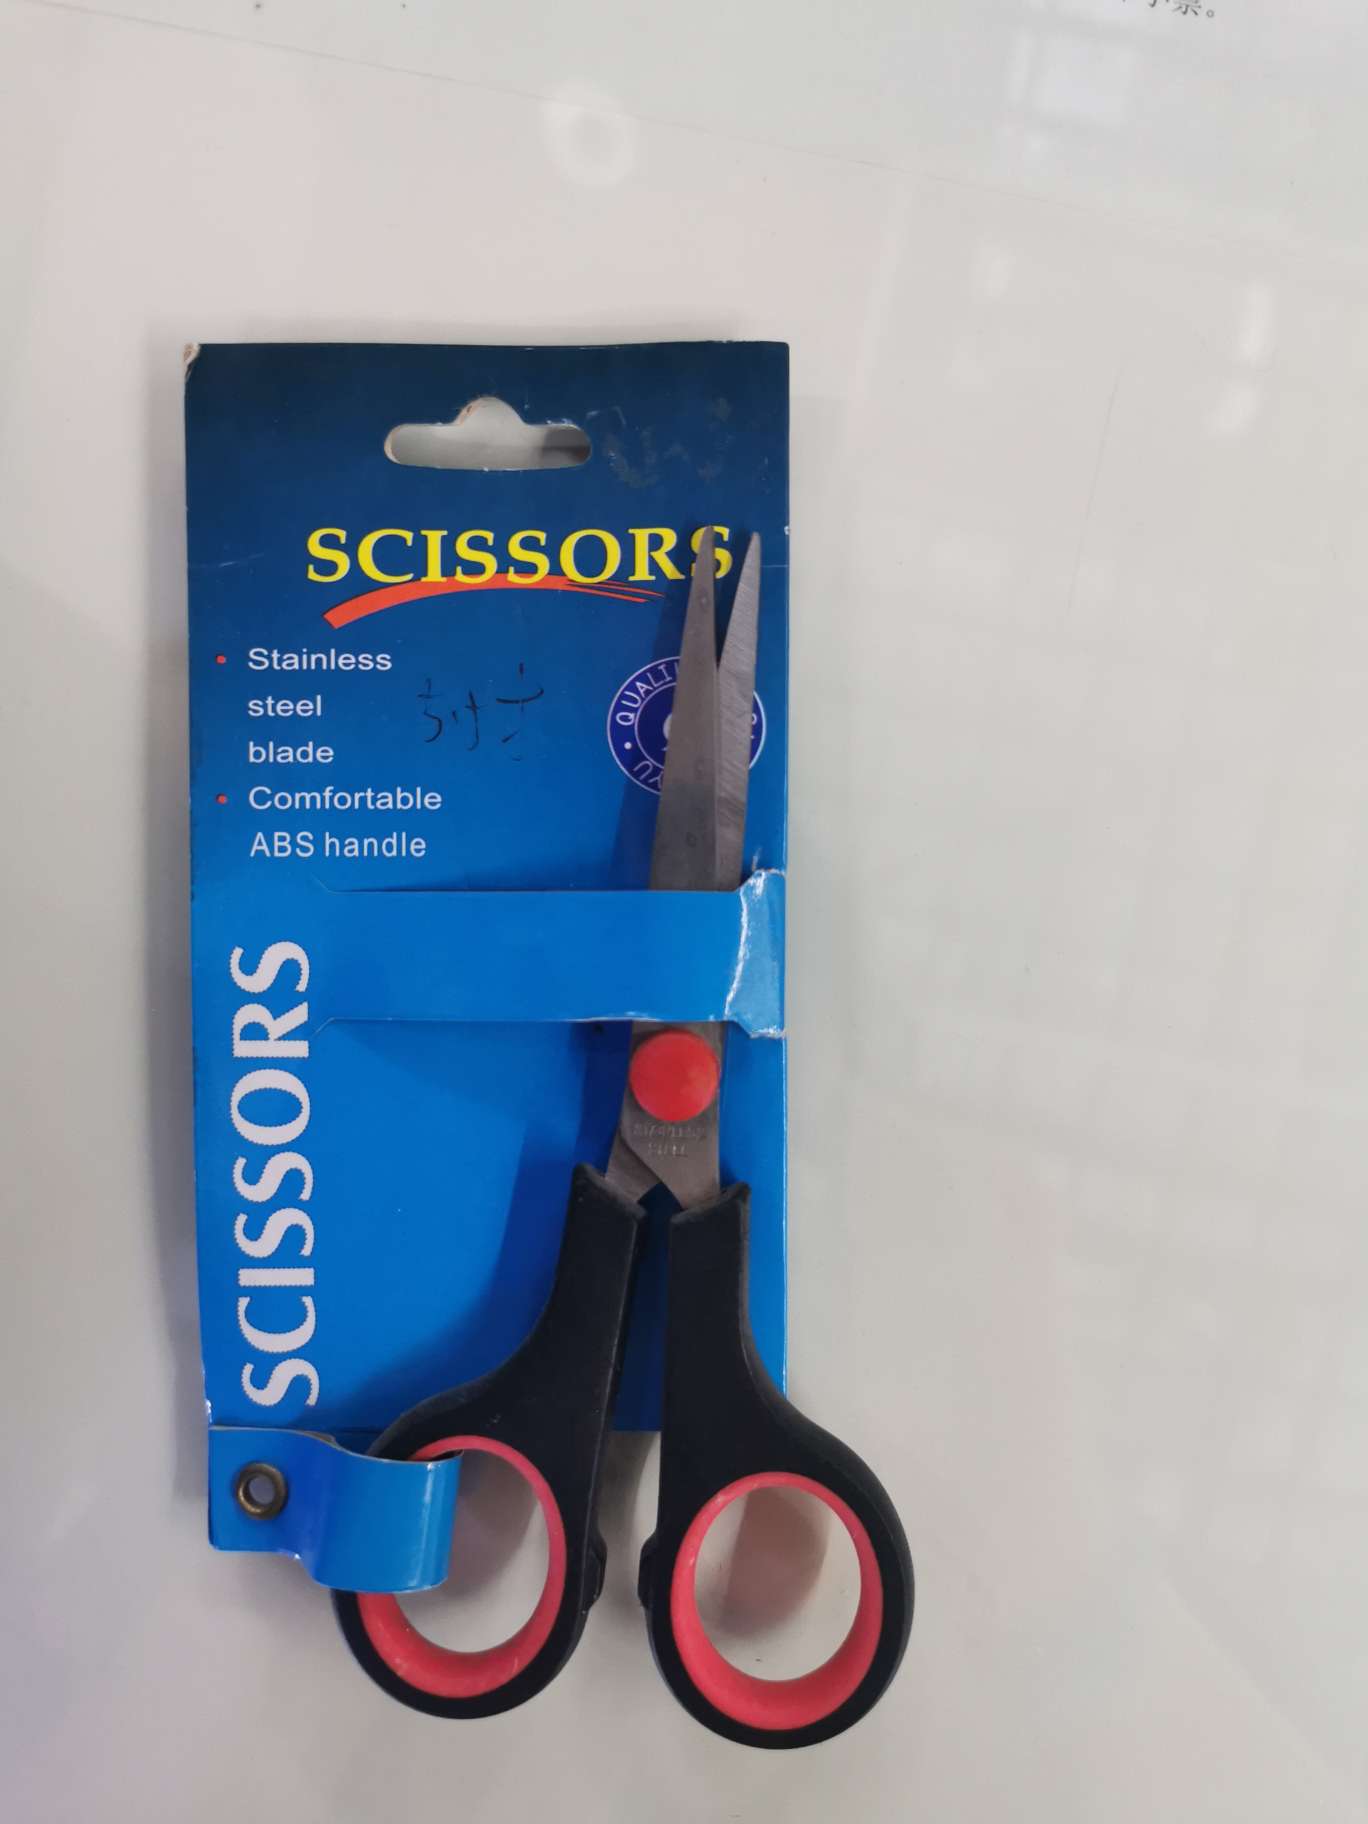 SCISSORS
Stainless
steel
blade
Comfortable
ABS handle
SCISSORS